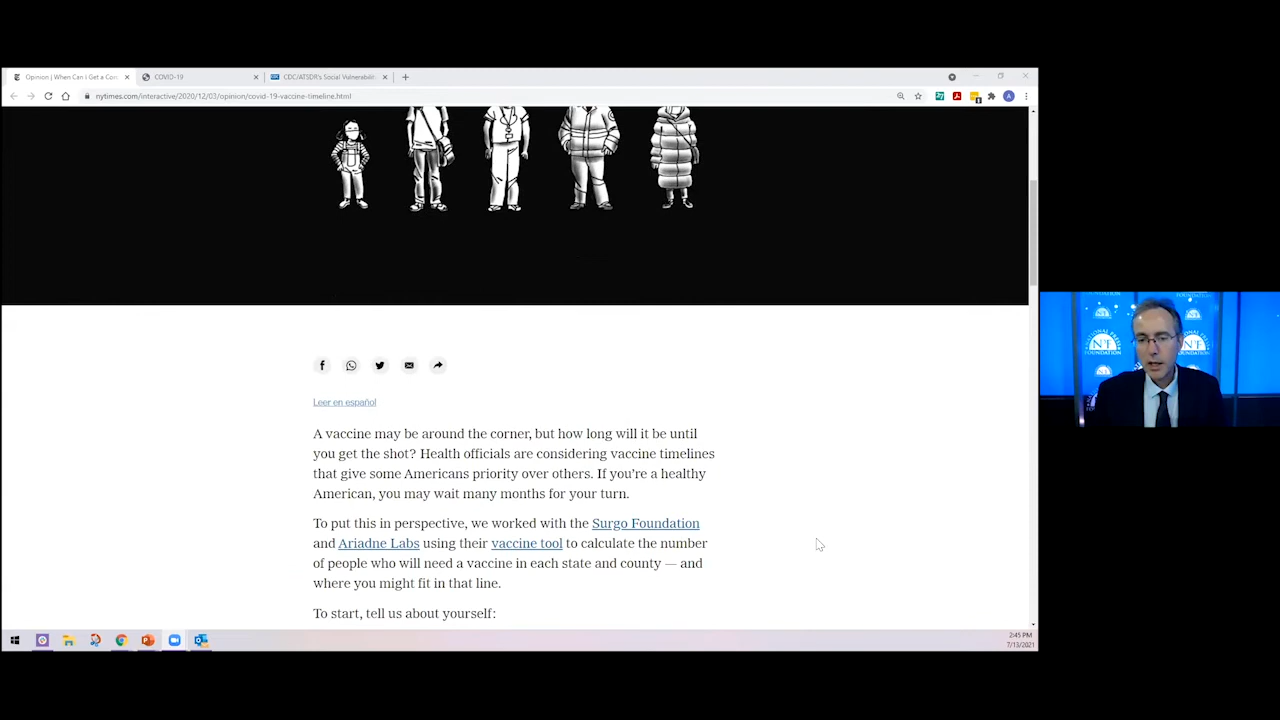 Opinion | When Can I Get a Cor
COVID-19
CDC/ATSDR's Social Vulnerabilit
nytimes.com/interactive/2020/12/03/opinion/covid-19-vaccine-timeline.html
Leer en español
A vaccine may be around the corner, but how long will it be until
you get the shot? Health officials are considering vaccine timelines
that give some Americans priority over others. If you're a healthy
American, you may wait many months for your turn.
To put this in perspective, we worked with the Surgo Foundation
and Ariadne Labs using their vaccine tool to calculate the number
of people who will need a vaccine in each state and county — and
where you might fit in that line.
To start, tell us about yourself:
2:45 PM
7/13/2021
FOUNDATION